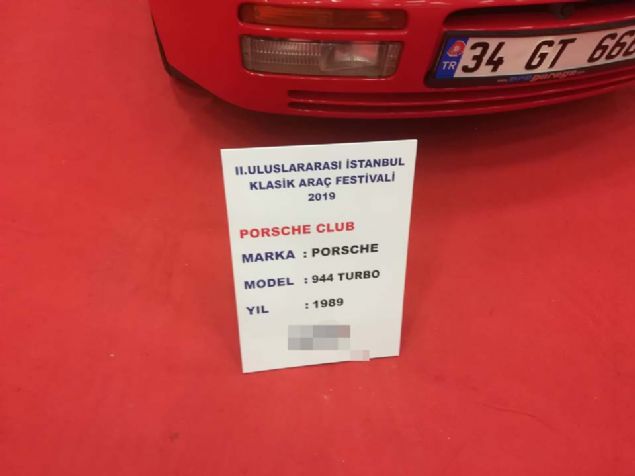 TR 34 GT 66
II.ULUSLARARASI İSTANBUL
KLASİK ARAÇ FESTİVALİ
2019
PORSCHE CLUB
MARKA : PORSCHE
MODEL : 944 TURBO
YIL : 1989